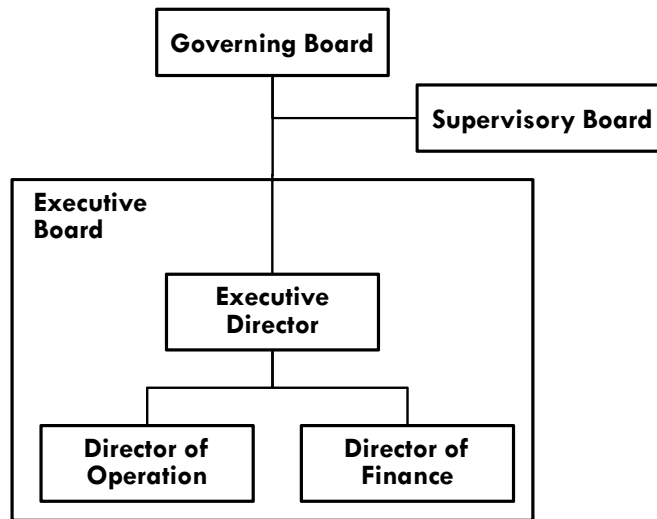 Governing Board
Supervisory Board
Executive
Board
Executive
Director
Director of
Operation
Director of
Finance